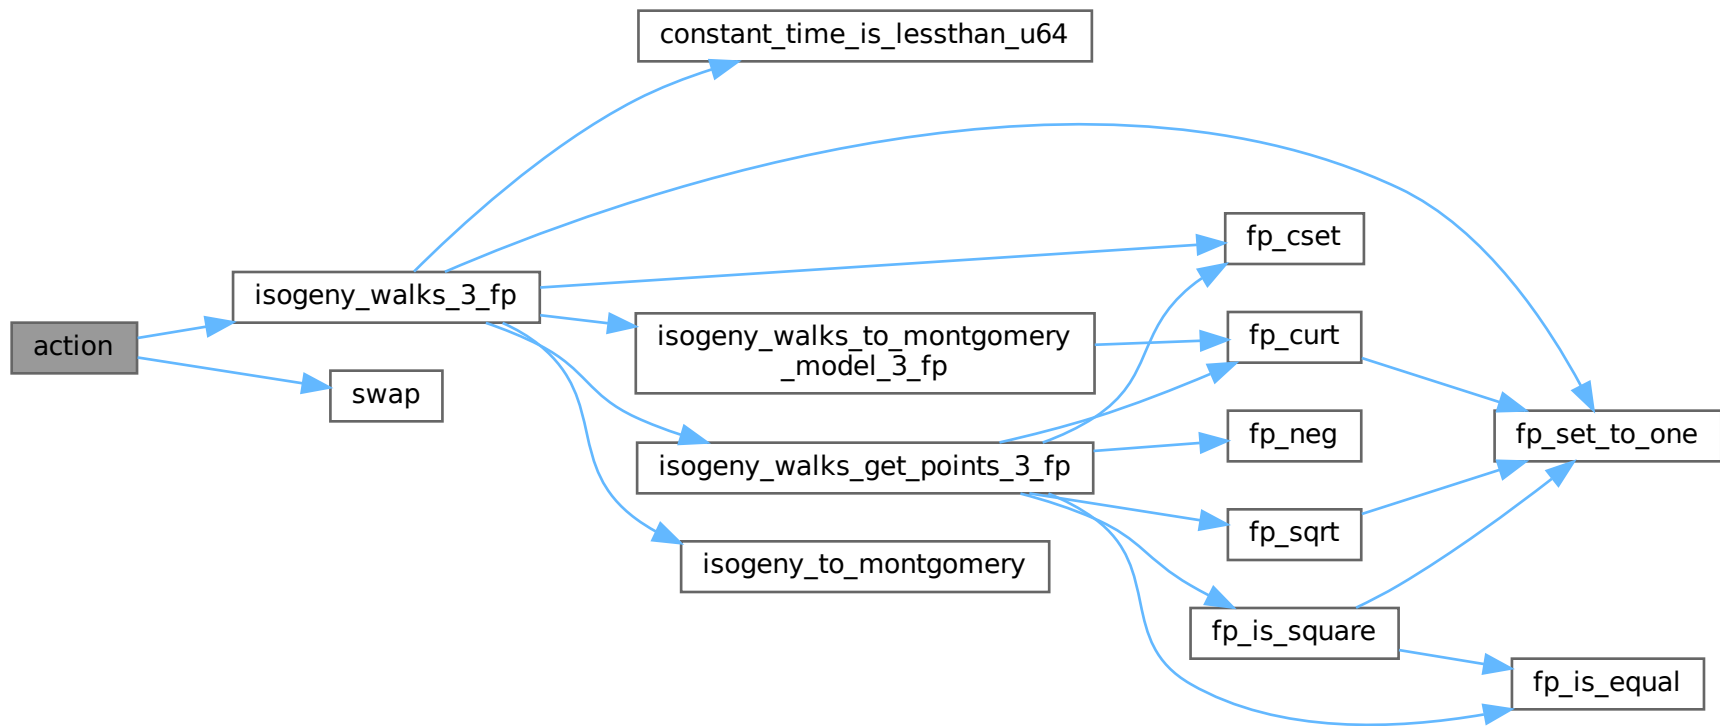 constant_time_is_lessthan_u64
fp_cset
isogeny_walks_3_fp
fp_curt
isogeny_walks_to_montgomery
_model_3_fp
action
swap
fp_neg
fp_set_to_one
isogeny_walks_get_points_3_fp
fp_sqrt
isogeny_to_montgomery
fp_is_square
fp_is_equal